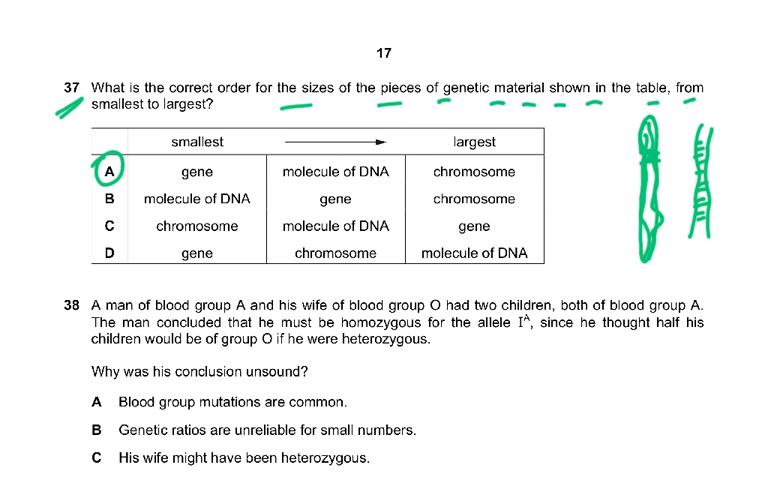 17
37 What is the correct order for the sizes of the pieces of genetic material shown in the table, from
smallest to largest?
smallest largest
A gene molecule of DNA chromosome
B molecule of DNA gene chromosome
C chromosome molecule of DNA gene
D gene chromosome molecule of DNA
38 A man of blood group A and his wife of blood group O had two children, both of blood group A.
The man concluded that he must be homozygous for the allele Iᴬ, since he thought half his
children would be of group O if he were heterozygous.
Why was his conclusion unsound?
A Blood group mutations are common.
B Genetic ratios are unreliable for small numbers.
C His wife might have been heterozygous.